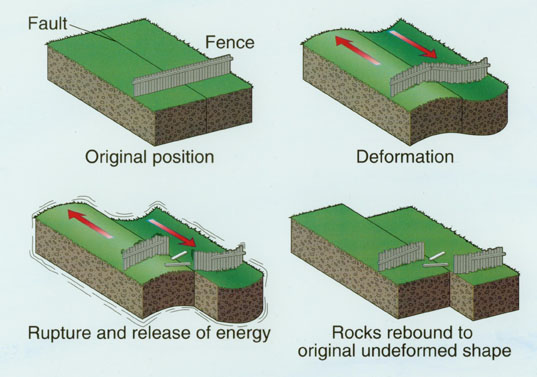 Fault
Fence
Original position
Deformation
Rupture and release of energy
Rocks rebound to
original undeformed shape